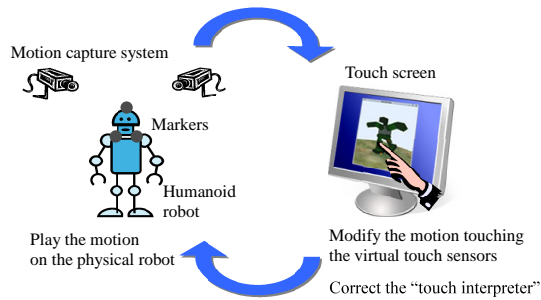 Motion capture system
Touch screen
Markers
Humanoid
robot
Play the motion
on the physical robot
Modify the motion touching
the virtual touch sensors
Correct the “touch interpreter”